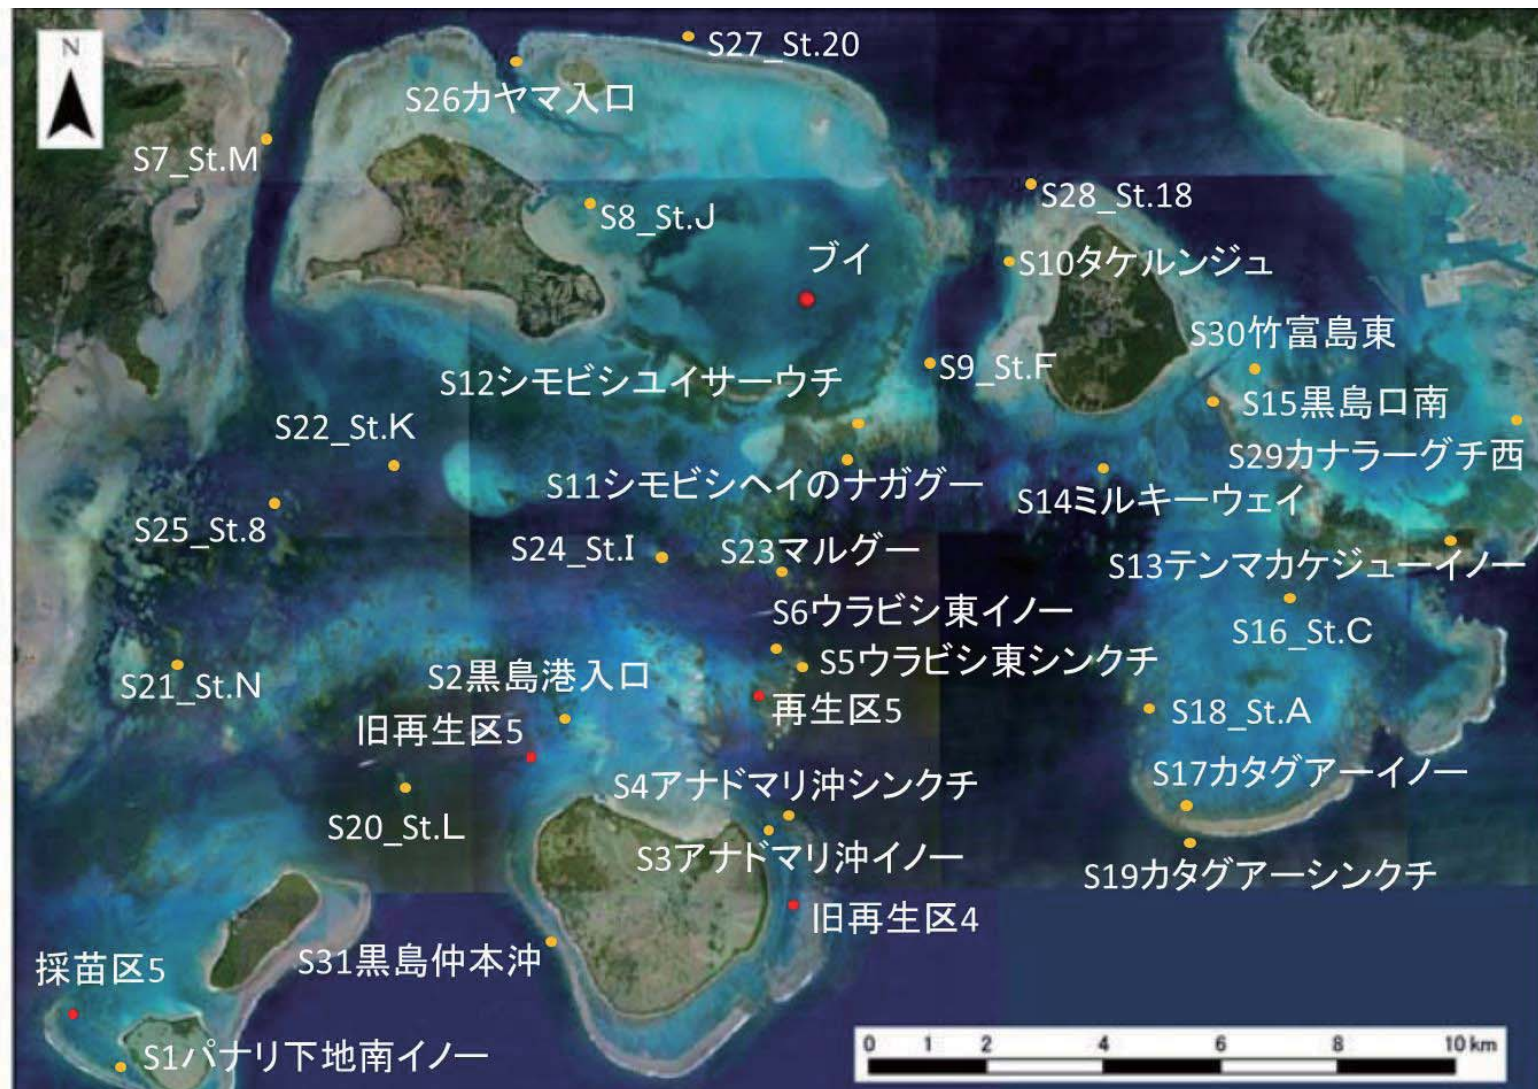 N
S27_St.20
S26カヤマ入口
S7_St.M
S28_St.18
S8_St.J
ブイ
S10タケルンジュ
S30竹富島東
S9_St.F
S12シモビシユイサーウチ
S15黒島口南
S22_St.K
S29カナラーグチ西
S11シモビシヘイのナガグー
S14ミルキーウェイ
S25_St.8
S24_St.I
S23マルグー
S13テンマカケジューイノー
S6ウラビシ東イノー
S16_St.C
S5ウラビシ東シンクチ
S2黒島港入口
S21_St.N
再生区5
S18_St.A
旧再生区5
S17カタグアーイノー
S4アナドマリ沖シンクチ
S20_St.L
S3アナドマリ沖イノー
S19カタグアーシンクチ
旧再生区4
S31黒島仲本沖
採苗区5
S1パナリ下地南イノー
0 1 2 4 6 8 10 km